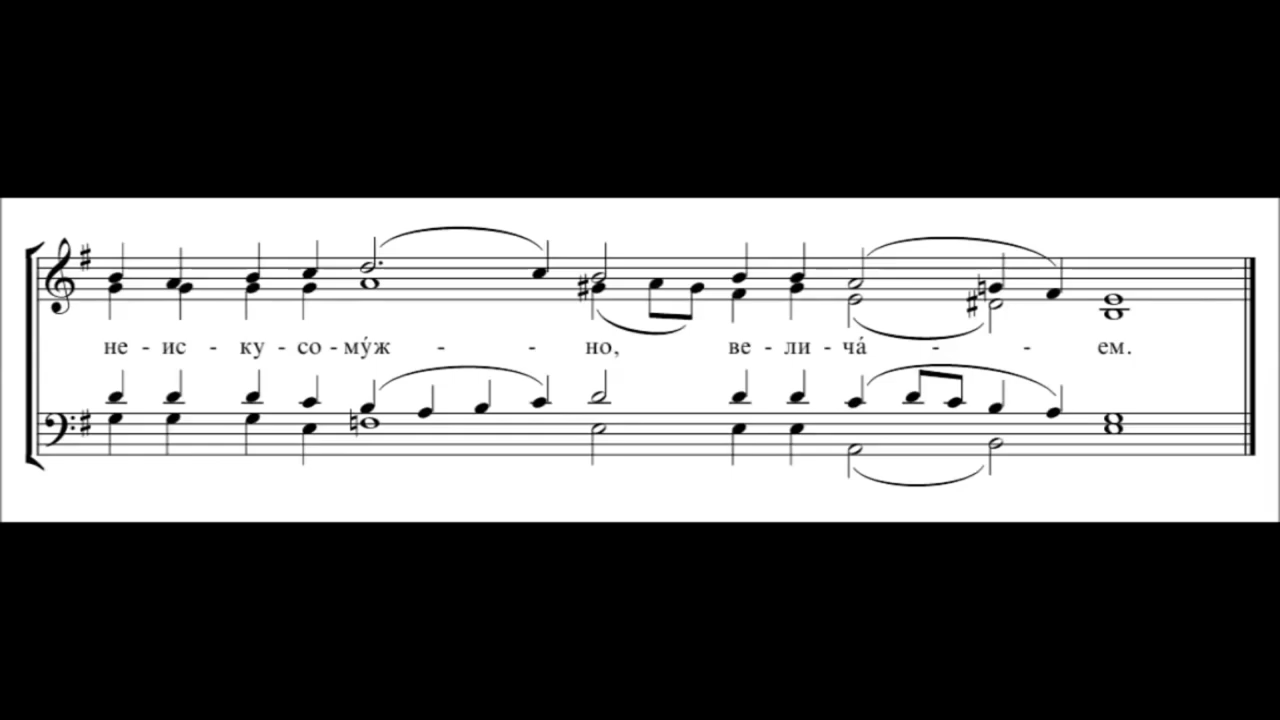 не - ис - ку - со - му́ж - - но, ве - ли - ча́ - - ем.